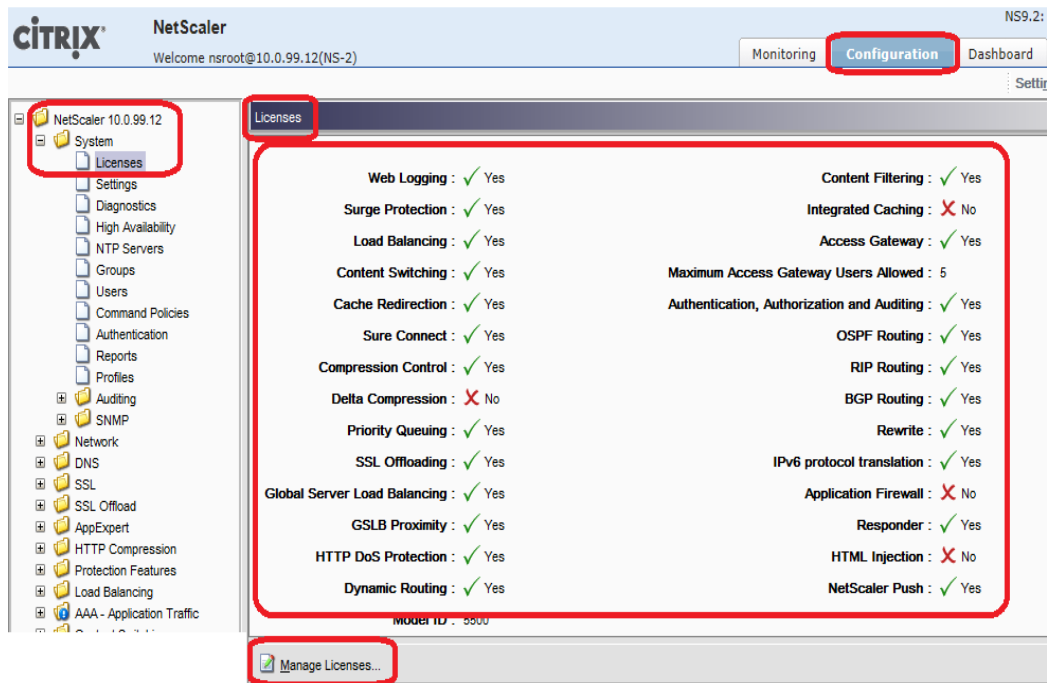 CITRIX
NetScaler
NS9.2:
Welcome nsroot@10.0.99.12(NS-2)
Monitoring
Configuration
Dashboard
NetScaler 10.0.99.12
System
Licenses
Settings
Diagnostics
High Availability
NTP Servers
Groups
Users
Command Policies
Authentication
Reports
Profiles
Auditing
SNMP
Network
DNS
SSL
SSL Offload
AppExpert
HTTP Compression
Protection Features
Load Balancing
AAA - Application Traffic
Licenses
Web Logging : Yes
Surge Protection : Yes
Load Balancing : Yes
Content Switching : Yes
Cache Redirection : Yes
Sure Connect : Yes
Compression Control : Yes
Delta Compression : No
Priority Queuing : Yes
SSL Offloading : Yes
Global Server Load Balancing : Yes
GSLB Proximity : Yes
HTTP DoS Protection : Yes
Dynamic Routing : Yes
Model ID : 5500
Content Filtering : Yes
Integrated Caching : No
Access Gateway : Yes
Maximum Access Gateway Users Allowed : 5
Authentication, Authorization and Auditing : Yes
OSPF Routing : Yes
RIP Routing : Yes
BGP Routing : Yes
Rewrite : Yes
IPv6 protocol translation : Yes
Application Firewall : No
Responder : Yes
HTML Injection : No
NetScaler Push : Yes
Manage Licenses...